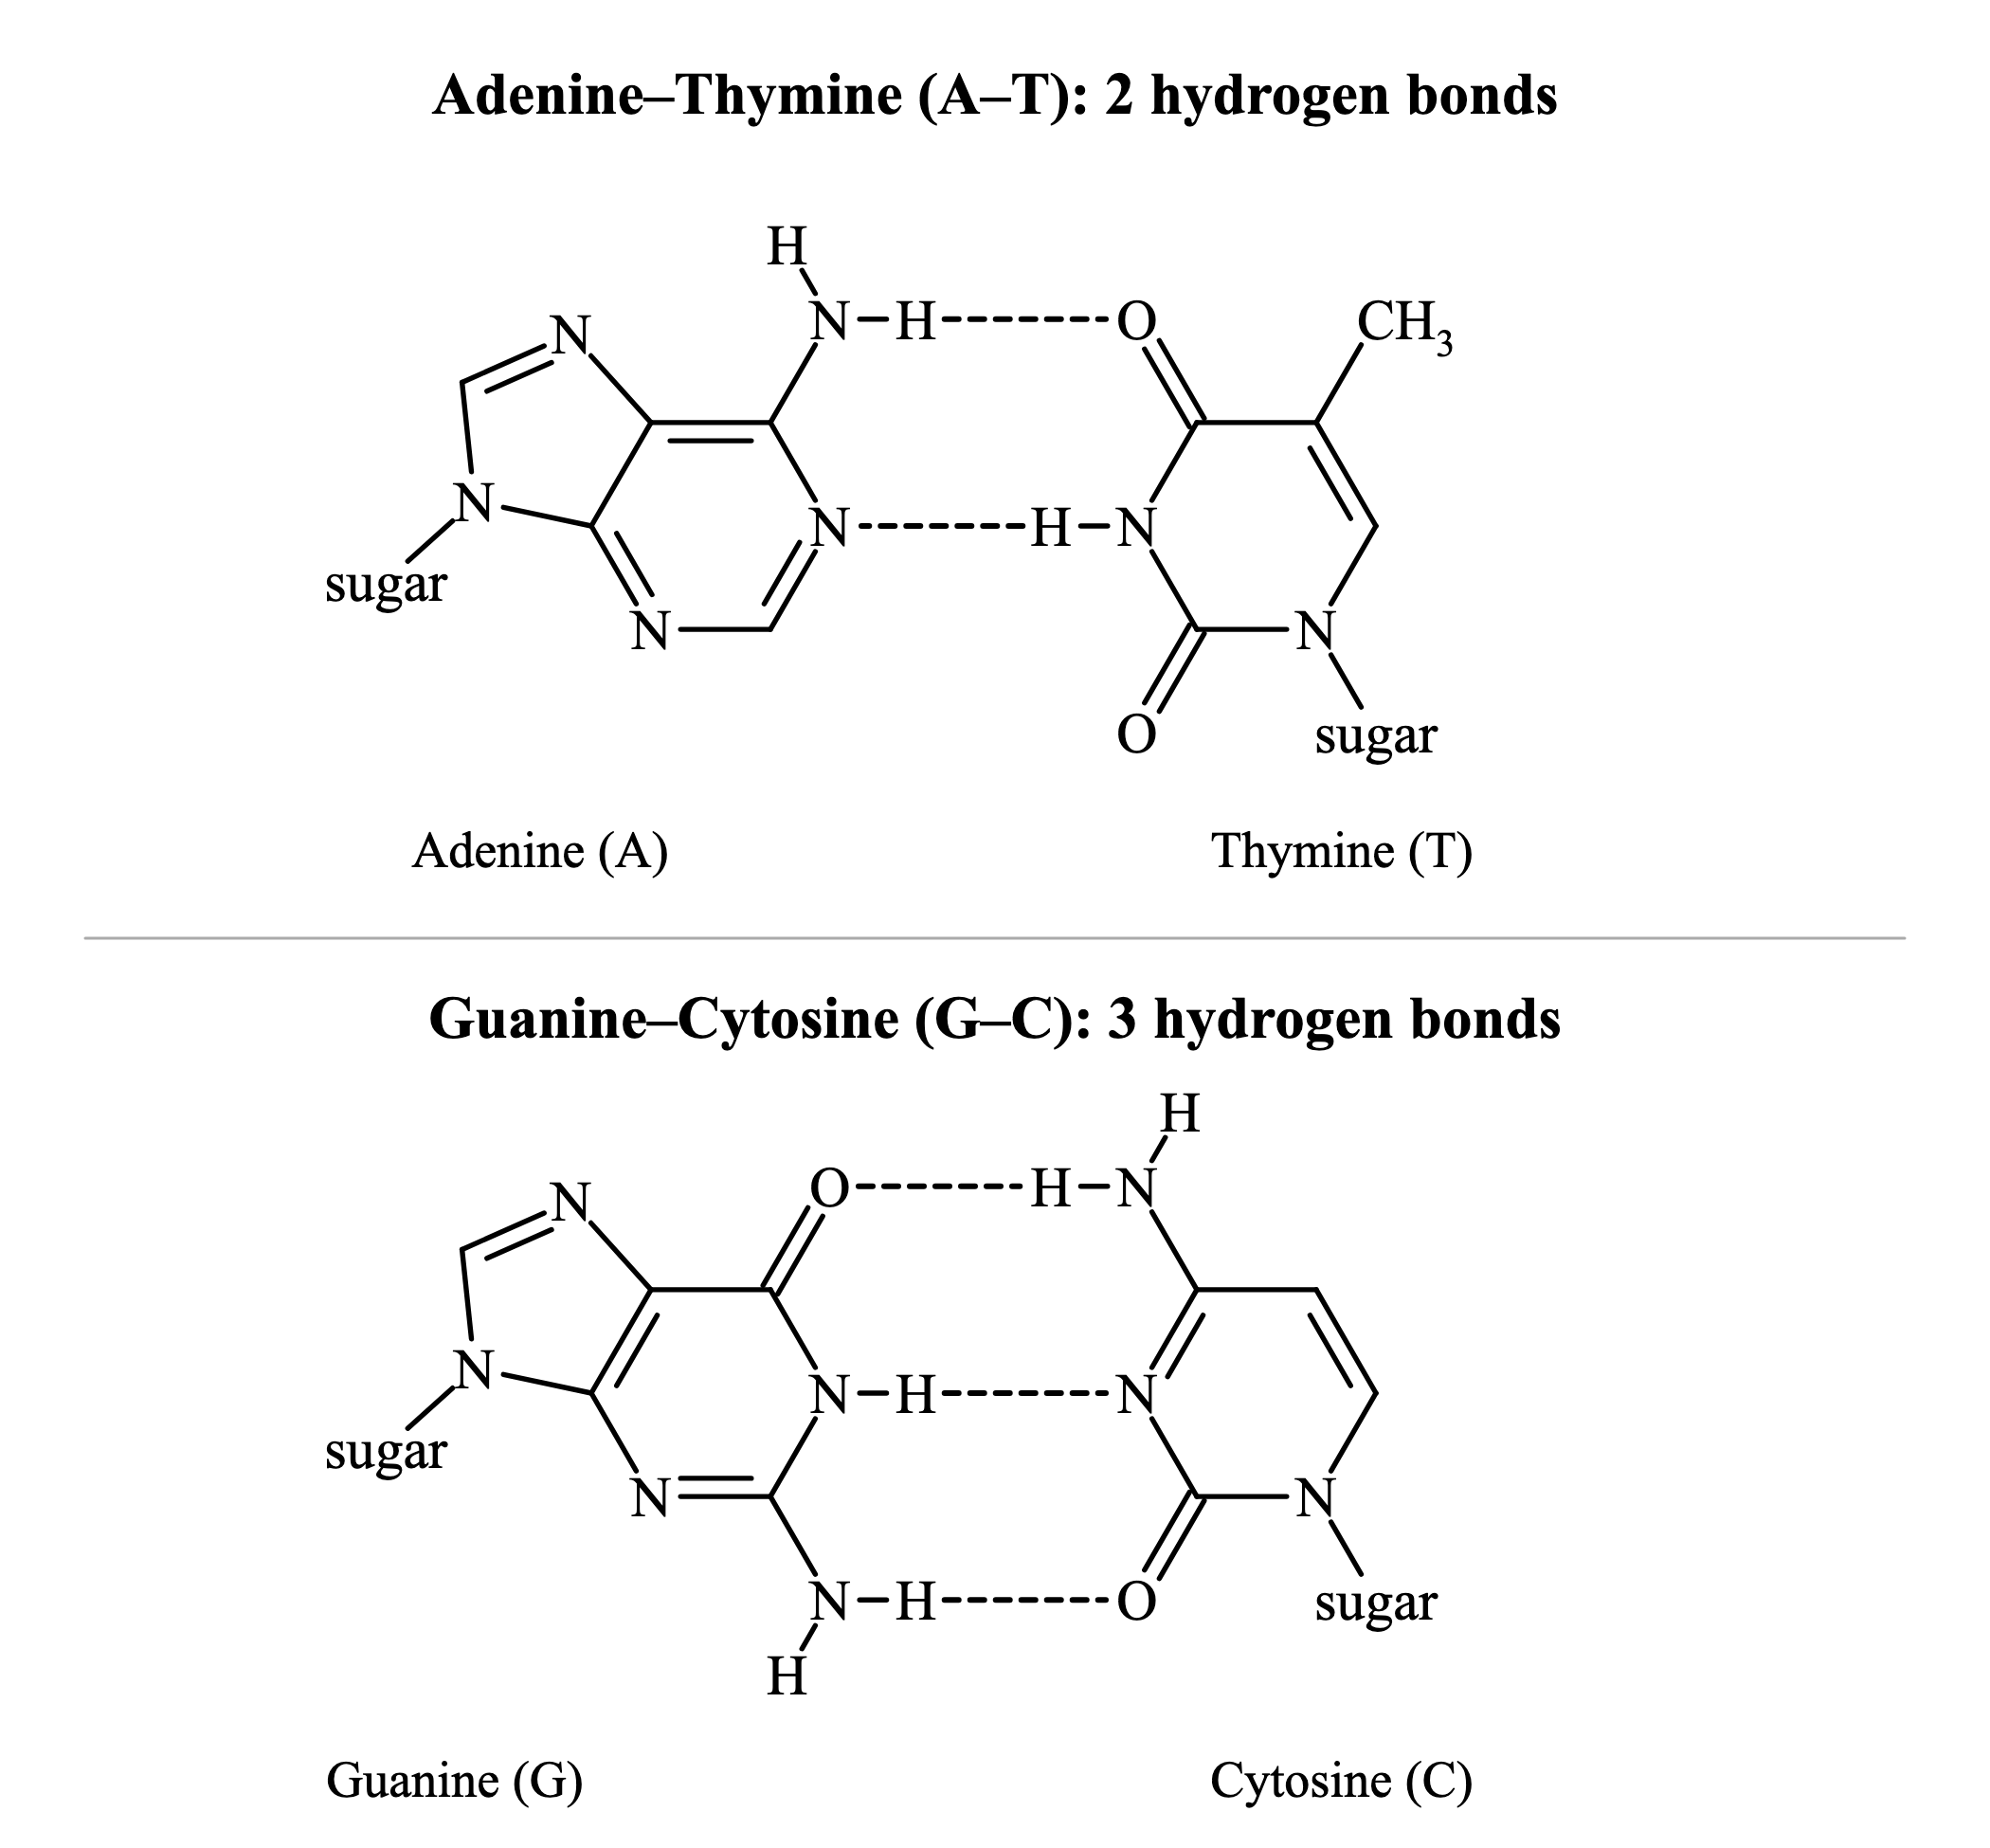 Adenine–Thymine (A–T): 2 hydrogen bonds
H
N H O CH₃
N
N N H N
sugar
N N
O sugar
Adenine (A) Thymine (T)
Guanine–Cytosine (G–C): 3 hydrogen bonds
H
N O H N
N N H N
sugar
N N
N H O sugar
H
Guanine (G) Cytosine (C)